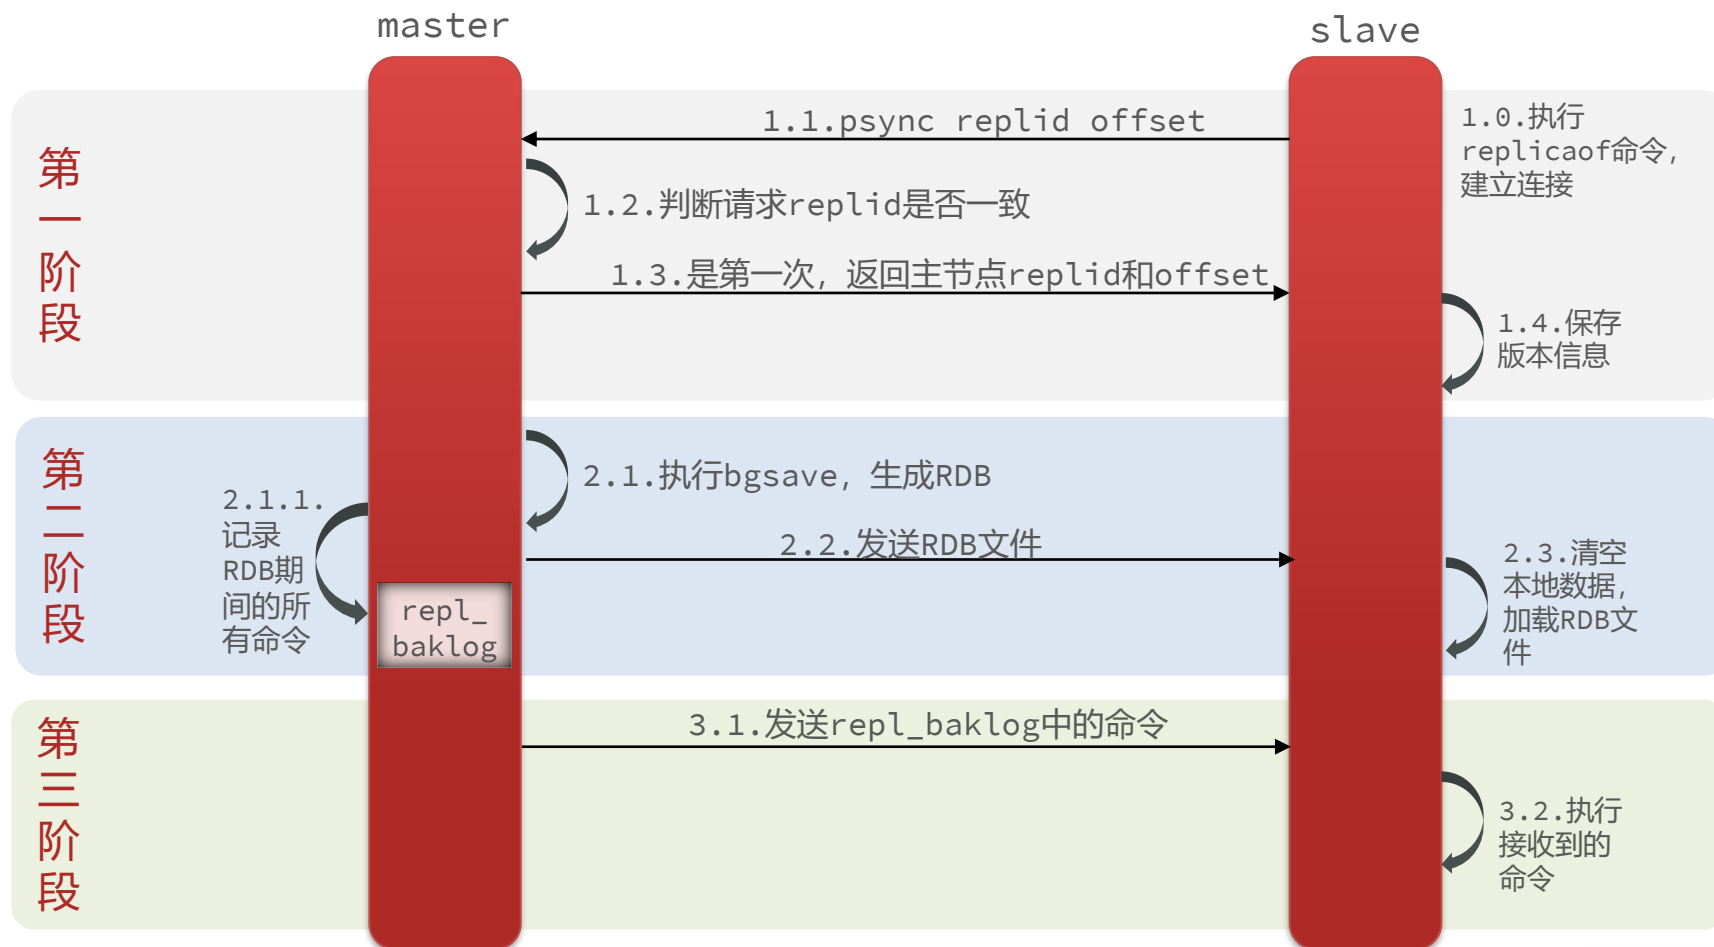 master
slave
第
一
阶
段
1.1.psync replid offset
1.0.执行
replicaof命令，
建立连接
1.2.判断请求replid是否一致
1.3.是第一次，返回主节点replid和offset
1.4.保存
版本信息
第
二
阶
段
2.1.执行bgsave，生成RDB
2.1.1.
记录
RDB期
间的所
有命令
repl_
baklog
2.2.发送RDB文件
2.3.清空
本地数据，
加载RDB文
件
第
三
阶
段
3.1.发送repl_baklog中的命令
3.2.执行
接收到的
命令